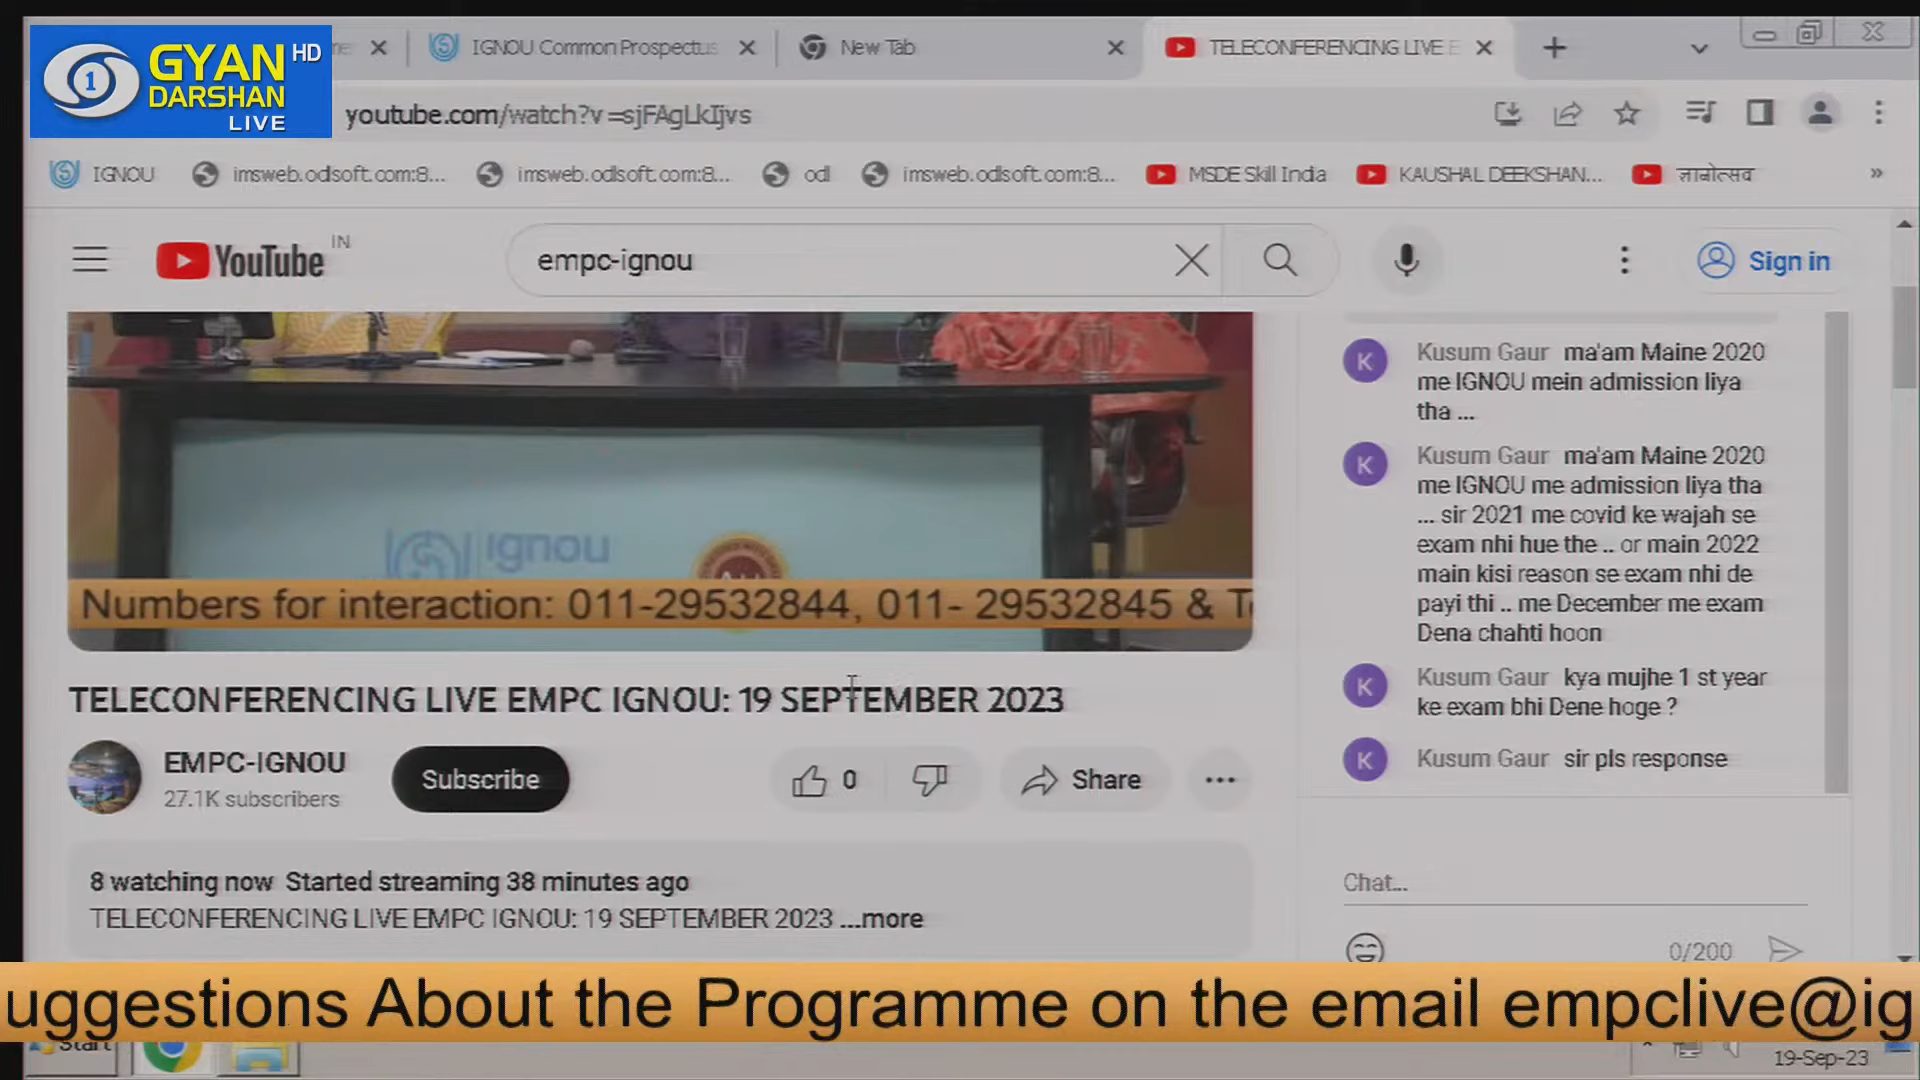 GYAN HD
DARSHAN
LIVE
1
IGNOU Common Prospectus
New Tab
TELECONFERENCING LIVE E
youtube.com/watch?v=sjFAgLkIjvs
IGNOU
imsweb.odlsoft.com:8...
imsweb.odlsoft.com:8...
odl
imsweb.odlsoft.com:8...
MSDE Skill India
KAUSHAL DEEKSHAN...
ज्ञानोत्सव
»
YouTube IN
empc-ignou
Sign in
Kusum Gaur ma'am Maine 2020
me IGNOU mein admission liya
tha ...
Kusum Gaur ma'am Maine 2020
me IGNOU me admission liya tha
... sir 2021 me covid ke wajah se
exam nhi hue the .. or main 2022
main kisi reason se exam nhi de
payi thi .. me December me exam
Dena chahti hoon
Kusum Gaur kya mujhe 1 st year
ke exam bhi Dene hoge ?
Kusum Gaur sir pls response
K
K
K
K
ignou
Numbers for interaction: 011-29532844, 011- 29532845 & T
TELECONFERENCING LIVE EMPC IGNOU: 19 SEPTEMBER 2023
EMPC-IGNOU
27.1K subscribers
Subscribe
0
Share
8 watching now Started streaming 38 minutes ago
TELECONFERENCING LIVE EMPC IGNOU: 19 SEPTEMBER 2023 ...more
Chat...
0/200
uggestions About the Programme on the email empclive@ig
Start
19-Sep-23